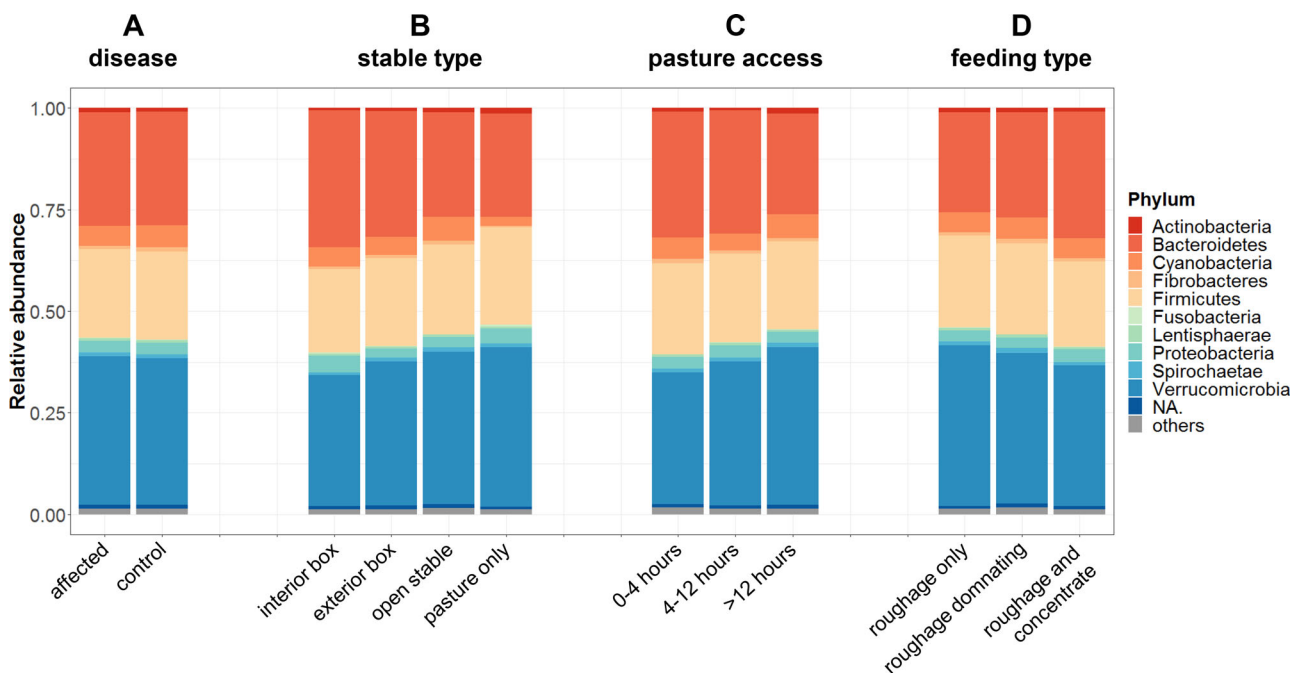 A
disease
B
stable type
C
pasture access
D
feeding type
Relative abundance
1.00
0.75
0.50
0.25
0.00
affected
control
interior box
exterior box
open stable
pasture only
0-4 hours
4-12 hours
>12 hours
roughage only
roughage domnating
roughage and
concentrate
Phylum
Actinobacteria
Bacteroidetes
Cyanobacteria
Fibrobacteres
Firmicutes
Fusobacteria
Lentisphaerae
Proteobacteria
Spirochaetae
Verrucomicrobia
NA.
others